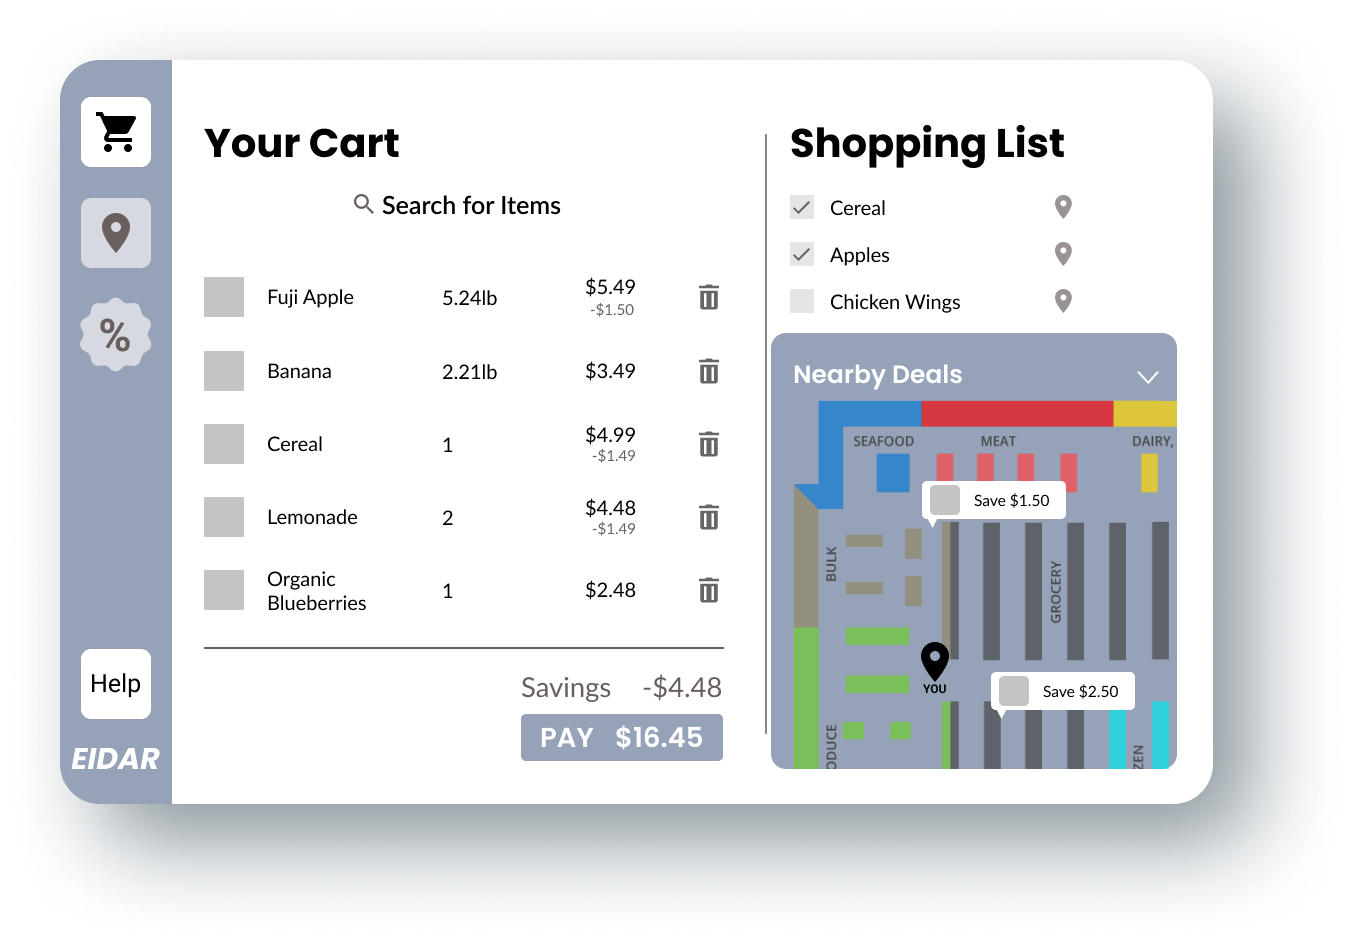 Your Cart
Search for Items
Fuji Apple 5.24lb $5.49
-$1.50
Banana 2.21lb $3.49
Cereal 1 $4.99
-$1.49
Lemonade 2 $4.48
-$1.49
Organic
Blueberries 1 $2.48
Savings -$4.48
PAY $16.45
%
Help
EIDAR
Shopping List
Cereal
Apples
Chicken Wings
Nearby Deals
SEAFOOD MEAT DAIRY,
Save $1.50
BULK
GROCERY
YOU
Save $2.50
ODUCE
ZEN